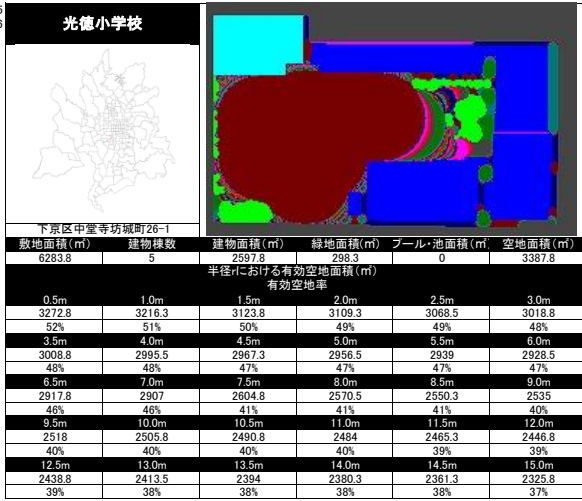 5
6
光徳小学校
下京区中堂寺坊城町26-1
敷地面積(㎡) 建物棟数 建物面積(㎡) 緑地面積(㎡) プール・池面積(㎡) 空地面積(㎡)
6283.8 5 2597.8 298.3 0 3387.8
半径rにおける有効空地面積(㎡)
有効空地率
0.5m 1.0m 1.5m 2.0m 2.5m 3.0m
3272.8 3216.3 3123.8 3109.3 3068.5 3018.8
52% 51% 50% 49% 49% 48%
3.5m 4.0m 4.5m 5.0m 5.5m 6.0m
3008.8 2995.5 2967.3 2956.5 2939 2928.5
48% 48% 47% 47% 47% 47%
6.5m 7.0m 7.5m 8.0m 8.5m 9.0m
2917.8 2907 2604.8 2570.5 2550.3 2535
46% 46% 41% 41% 41% 40%
9.5m 10.0m 10.5m 11.0m 11.5m 12.0m
2518 2505.8 2490.8 2484 2465.3 2446.8
40% 40% 40% 40% 39% 39%
12.5m 13.0m 13.5m 14.0m 14.5m 15.0m
2438.8 2413.5 2394 2380.3 2361.3 2325.8
39% 38% 38% 38% 38% 37%